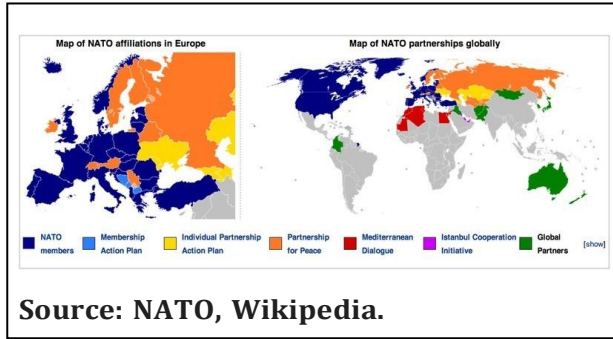 Map of NATO affiliations in Europe
Map of NATO partnerships globally
NATO members
Membership Action Plan
Individual Partnership Action Plan
Partnership for Peace
Mediterranean Dialogue
Istanbul Cooperation Initiative
Global Partners
[show]
Source: NATO, Wikipedia.